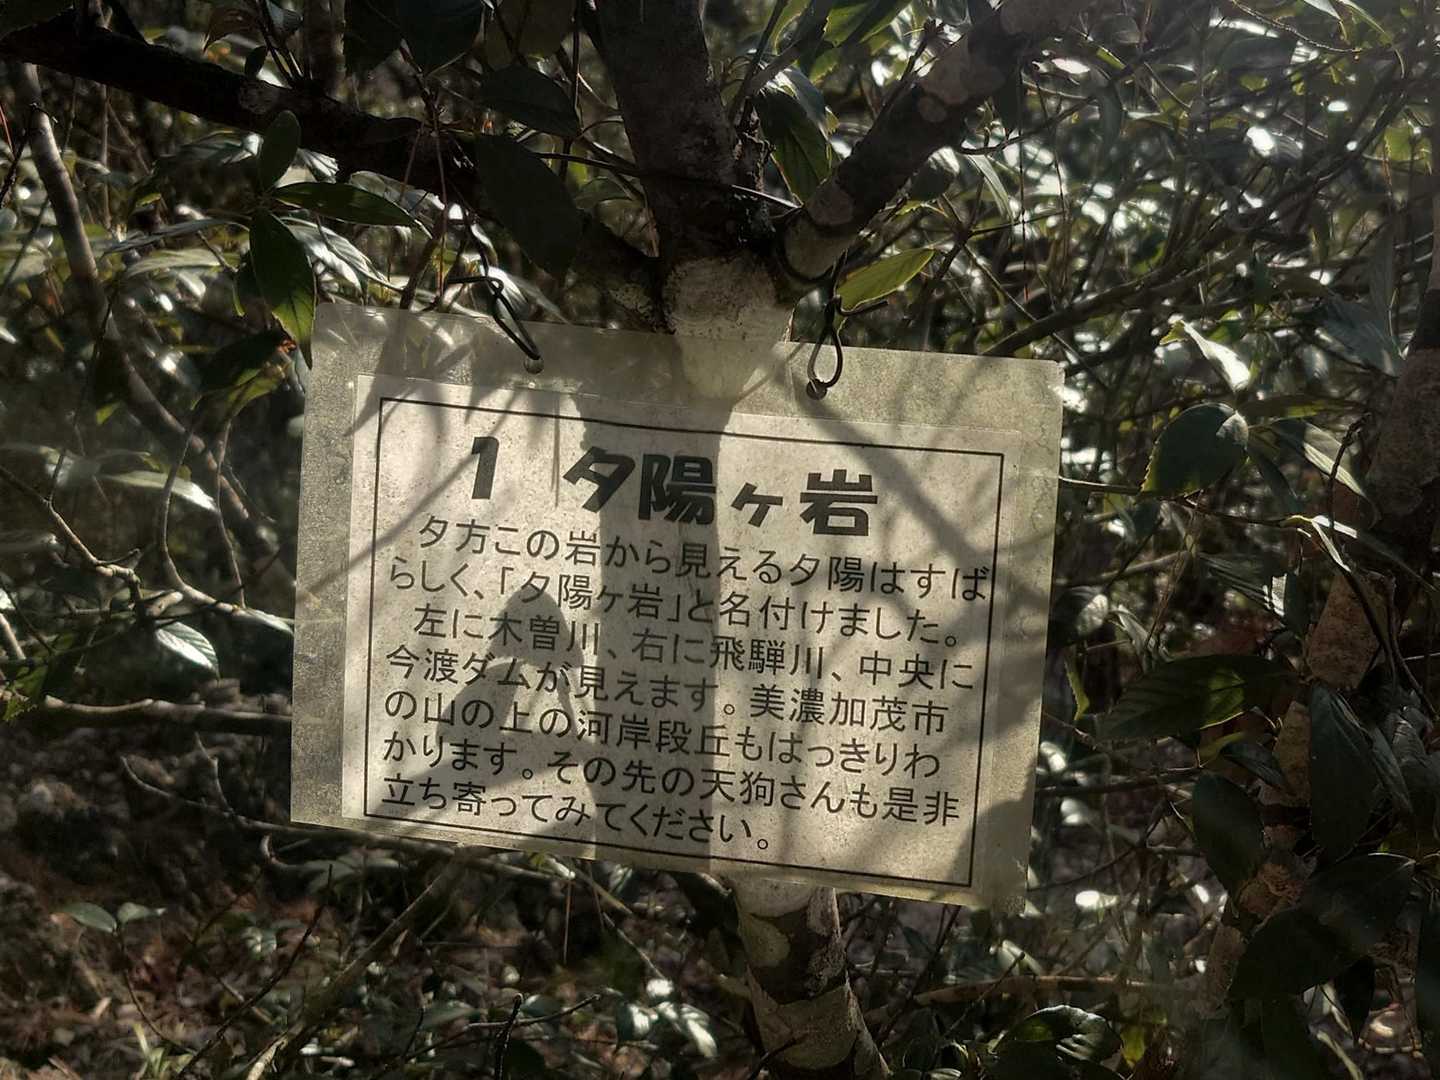 1 夕陽ヶ岩
夕方この岩から見える夕陽はすば
らしく、「夕陽ヶ岩」と名付けました。
左に木曽川、右に飛騨川、中央に
今渡ダムが見えます。美濃加茂市
の山の上の河岸段丘もはっきりわ
かります。その先の天狗さんも是非
立ち寄ってみてください。